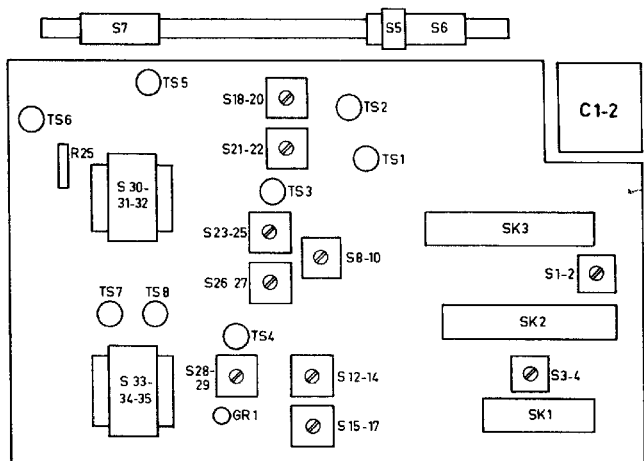 S7
S5
S6
TS5
S18-20
TS2
C1-2
TS6
R25
S21-22
TS1
S 30-
31-32
TS3
S23-25
SK3
S8-10
S1-2
S26 27
TS7
TS8
SK2
TS4
S 33-
34-35
S28-
29
S12-14
S3-4
GR1
S15-17
SK1